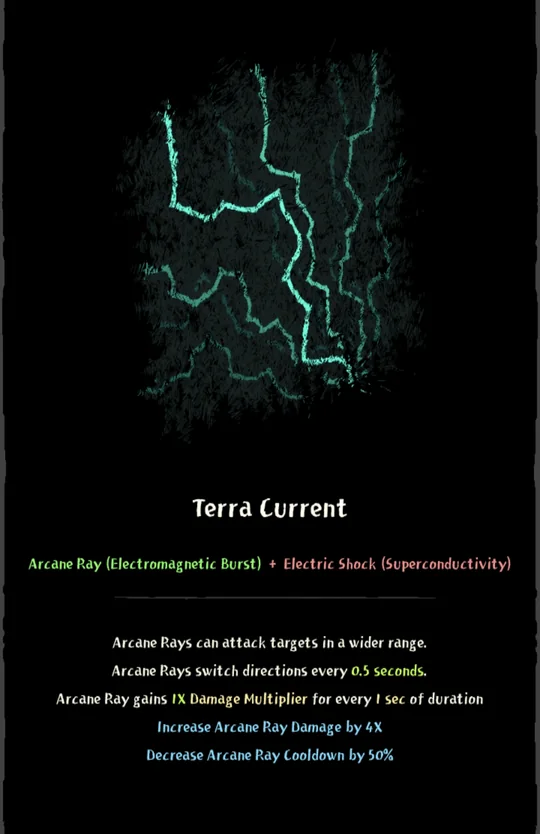 Terra Current
Arcane Ray (Electromagnetic Burst) + Electric Shock (Superconductivity)
Arcane Rays can attack targets in a wider range.
Arcane Rays switch directions every 0.5 seconds.
Arcane Ray gains 1X Damage Multiplier for every 1 sec of duration
Increase Arcane Ray Damage by 4X
Decrease Arcane Ray Cooldown by 50%